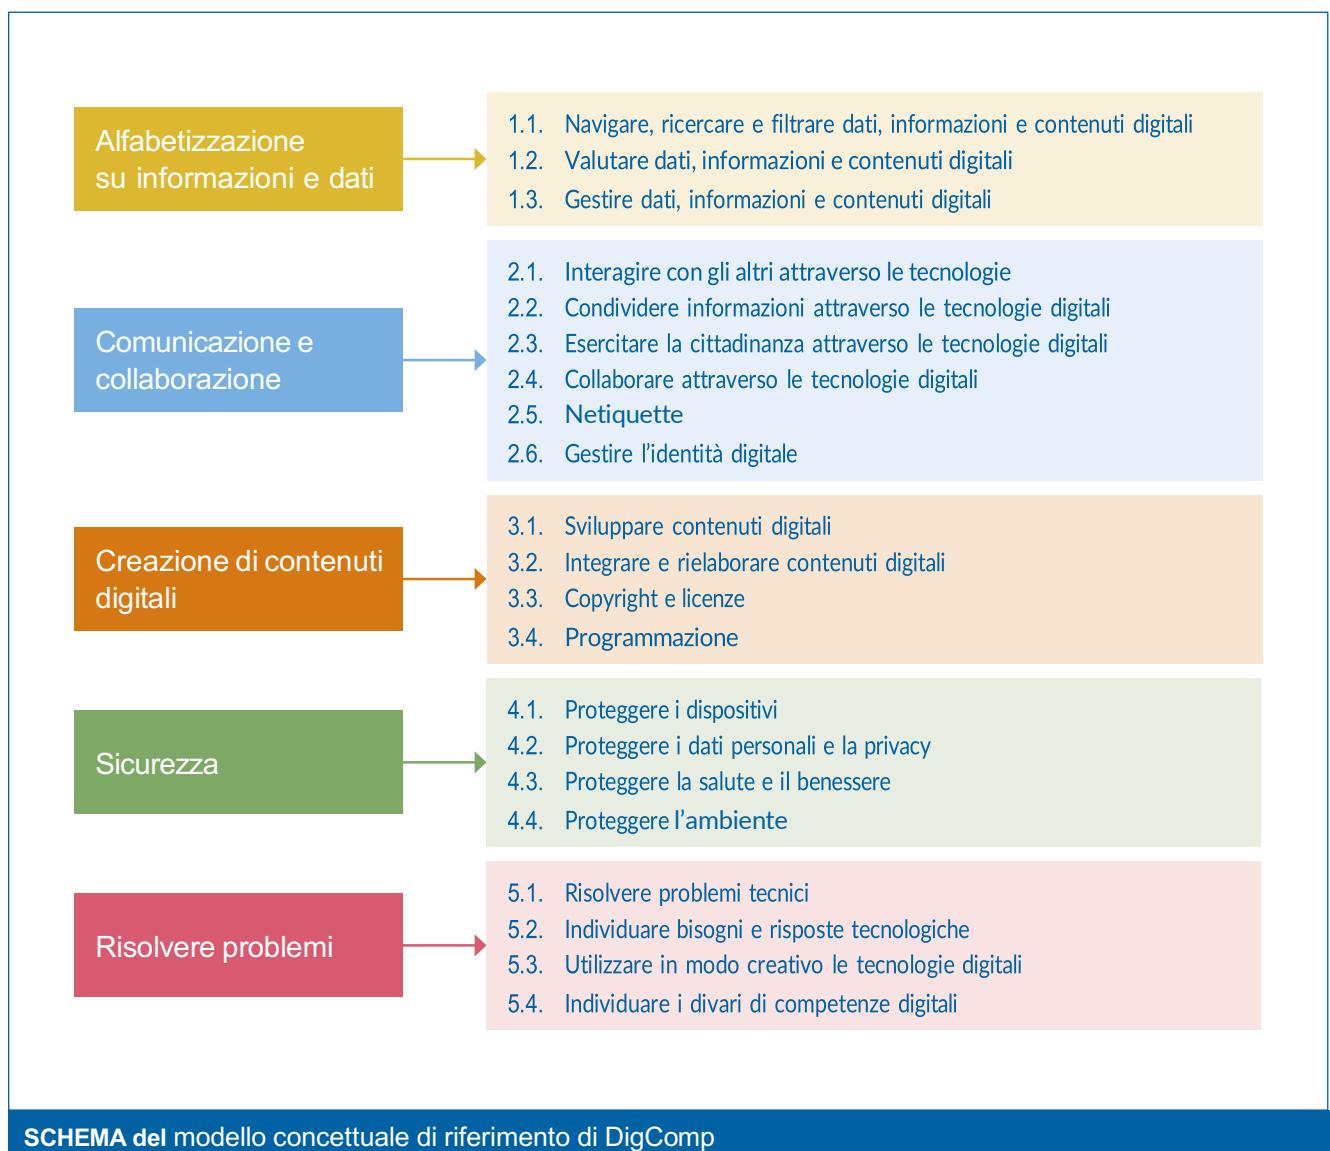 Alfabetizzazione
su informazioni e dati
1.1. Navigare, ricercare e filtrare dati, informazioni e contenuti digitali
1.2. Valutare dati, informazioni e contenuti digitali
1.3. Gestire dati, informazioni e contenuti digitali
Comunicazione e
collaborazione
2.1. Interagire con gli altri attraverso le tecnologie
2.2. Condividere informazioni attraverso le tecnologie digitali
2.3. Esercitare la cittadinanza attraverso le tecnologie digitali
2.4. Collaborare attraverso le tecnologie digitali
2.5. Netiquette
2.6. Gestire l’identità digitale
Creazione di contenuti
digitali
3.1. Sviluppare contenuti digitali
3.2. Integrare e rielaborare contenuti digitali
3.3. Copyright e licenze
3.4. Programmazione
Sicurezza
4.1. Proteggere i dispositivi
4.2. Proteggere i dati personali e la privacy
4.3. Proteggere la salute e il benessere
4.4. Proteggere l’ambiente
Risolvere problemi
5.1. Risolvere problemi tecnici
5.2. Individuare bisogni e risposte tecnologiche
5.3. Utilizzare in modo creativo le tecnologie digitali
5.4. Individuare i divari di competenze digitali
SCHEMA del modello concettuale di riferimento di DigComp